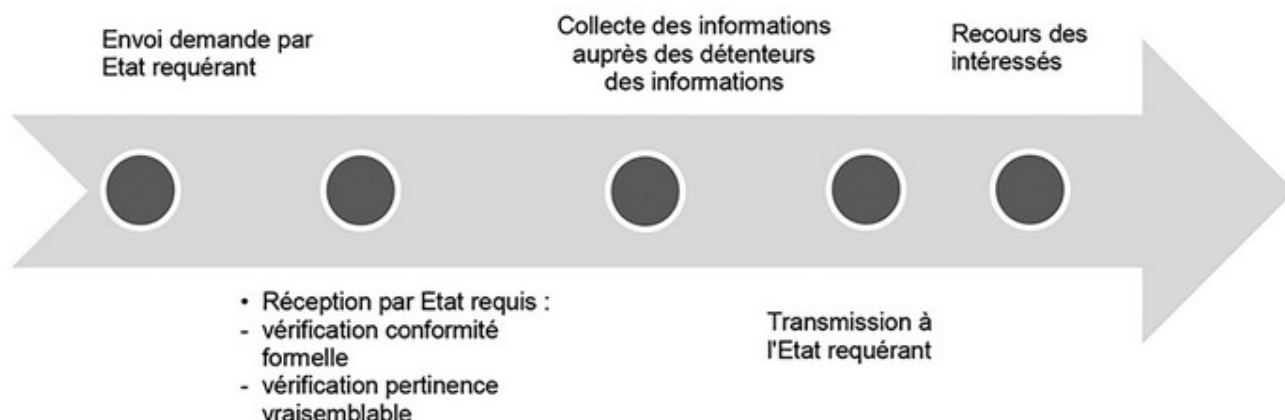 Envoi demande par
Etat requérant
• Réception par Etat requis :
- vérification conformité
formelle
- vérification pertinence
vraisemblable
Collecte des informations
auprès des détenteurs
des informations
Transmission à
l'Etat requérant
Recours des
intéressés